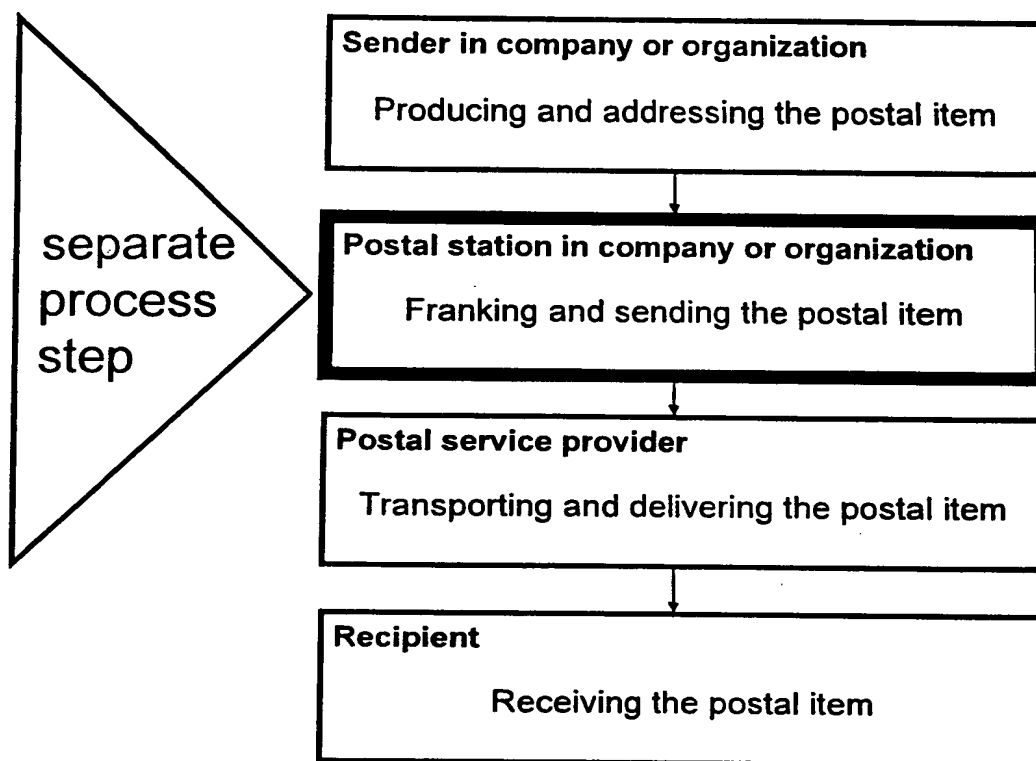 Sender in company or organization
Producing and addressing the postal item
separate
process
step
Postal station in company or organization
Franking and sending the postal item
Postal service provider
Transporting and delivering the postal item
Recipient
Receiving the postal item